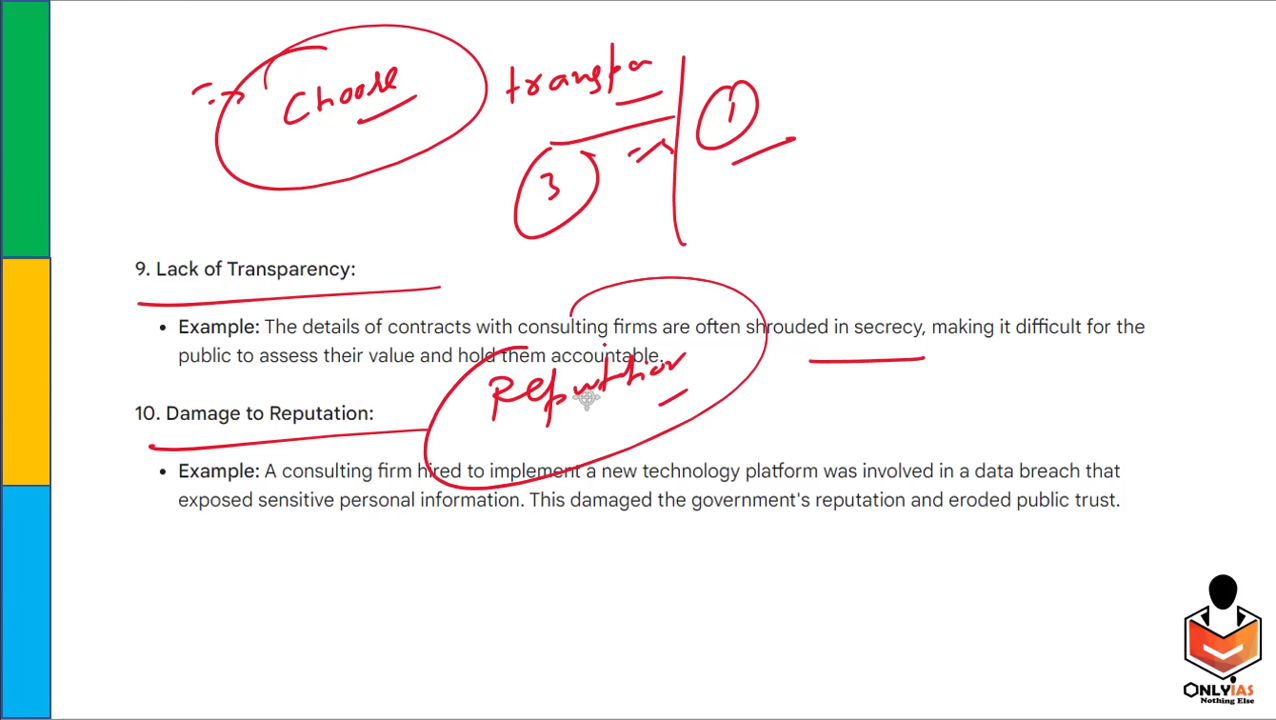 Choose transpa 1
3
9. Lack of Transparency:
• Example: The details of contracts with consulting firms are often shrouded in secrecy, making it difficult for the
public to assess their value and hold them accountable.
Reputation
10. Damage to Reputation:
• Example: A consulting firm hired to implement a new technology platform was involved in a data breach that
exposed sensitive personal information. This damaged the government's reputation and eroded public trust.
ONLYIAS
Nothing Else